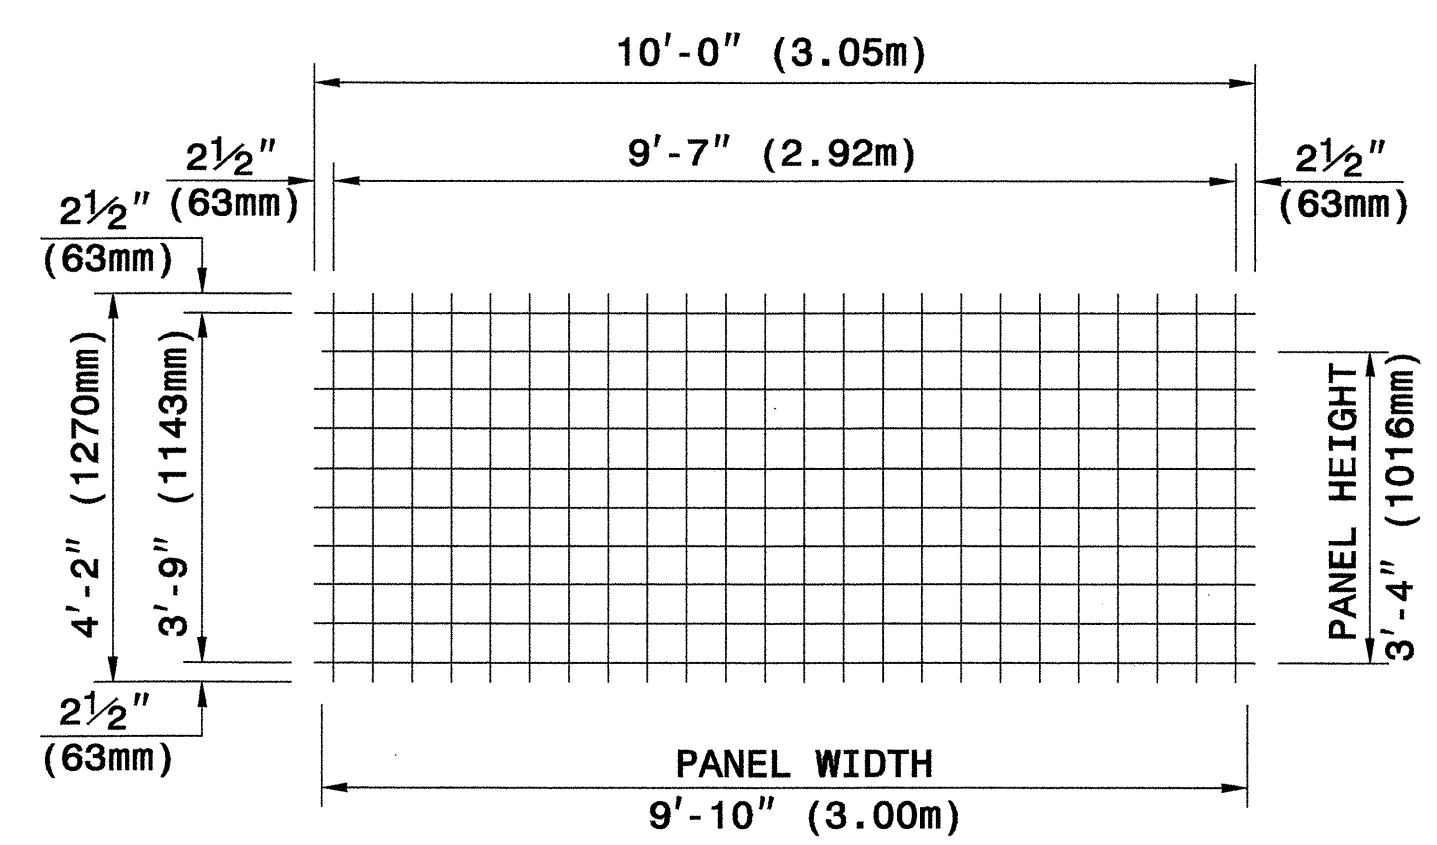 10'-0" (3.05m)
9'-7" (2.92m)
2½"
(63mm)
2½"
(63mm)
2½"
(63mm)
4'-2" (1270mm)
3'-9" (1143mm)
PANEL HEIGHT
3'-4" (1016mm)
2½"
(63mm)
PANEL WIDTH
9'-10" (3.00m)